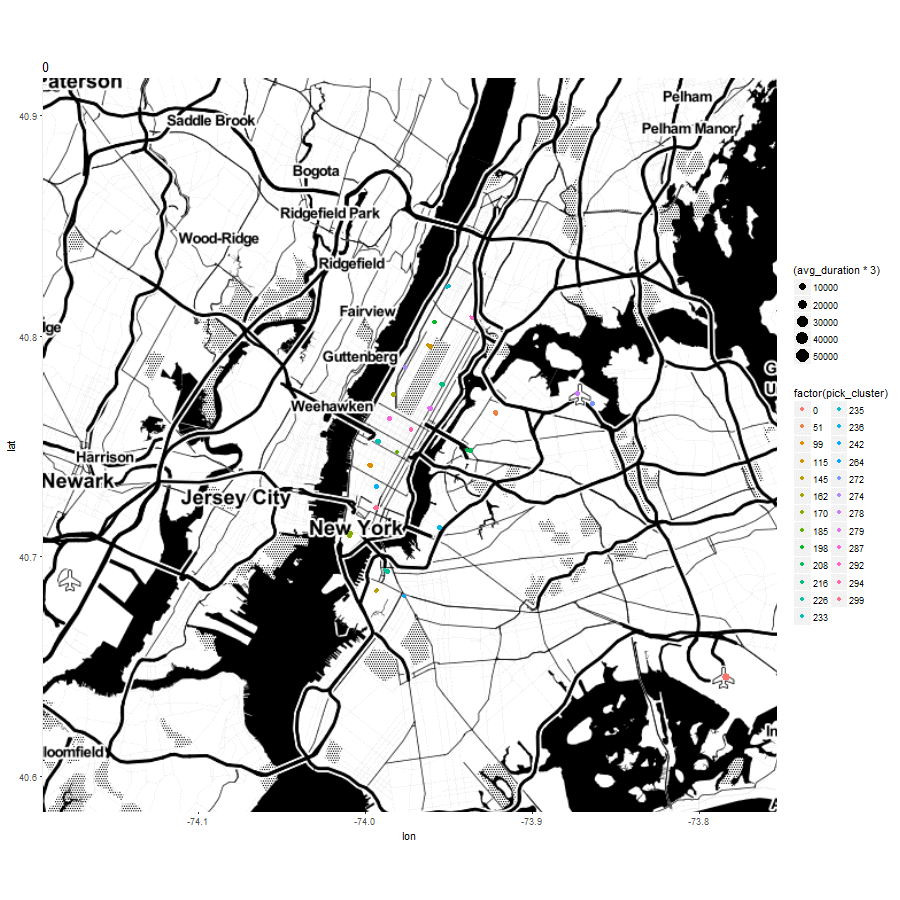 0
aterson
40.9
Pelham
Saddle Brook
Pelham Manor
Bogota
Ridgefield Park
Wood-Ridge
Ridgefield
Fairview
lge
40.8
Guttenberg
G
U
Weehawken
Harrison
Newark
Jersey City
New York
40.7
loomfield
In
40.6
A
-74.1
-74.0
-73.9
-73.8
lon
lat
(avg_duration * 3)
10000
20000
30000
40000
50000
factor(pick_cluster)
0 235
51 236
99 242
115 264
145 272
162 274
170 278
185 279
198 287
208 292
216 294
226 299
233